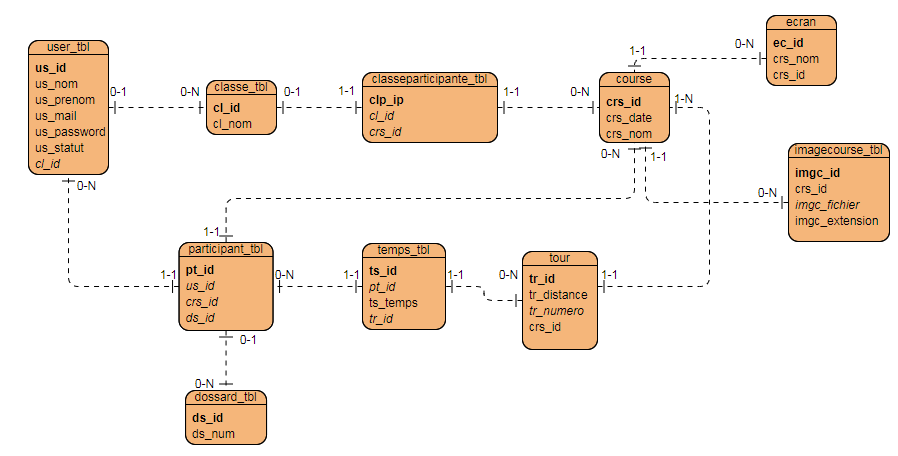 user_tbl
us_id
us_nom
us_prenom
us_mail
us_password
us_statut
cl_id
0-1
0-N
classe_tbl
cl_id
cl_nom
0-1
1-1
classeparticipante_tbl
clp_ip
cl_id
crs_id
1-1
0-N
course
crs_id
crs_date
crs_nom
1-1
0-N
ecran
ec_id
crs_nom
crs_id
1-N
0-N
1-1
0-N
imagecourse_tbl
imgc_id
crs_id
imgc_fichier
imgc_extension
0-N
1-1
1-1
participant_tbl
pt_id
us_id
crs_id
ds_id
0-N
1-1
temps_tbl
ts_id
pt_id
ts_temps
tr_id
1-1
0-N
tour
tr_id
tr_distance
tr_numero
crs_id
1-1
0-1
0-N
dossard_tbl
ds_id
ds_num